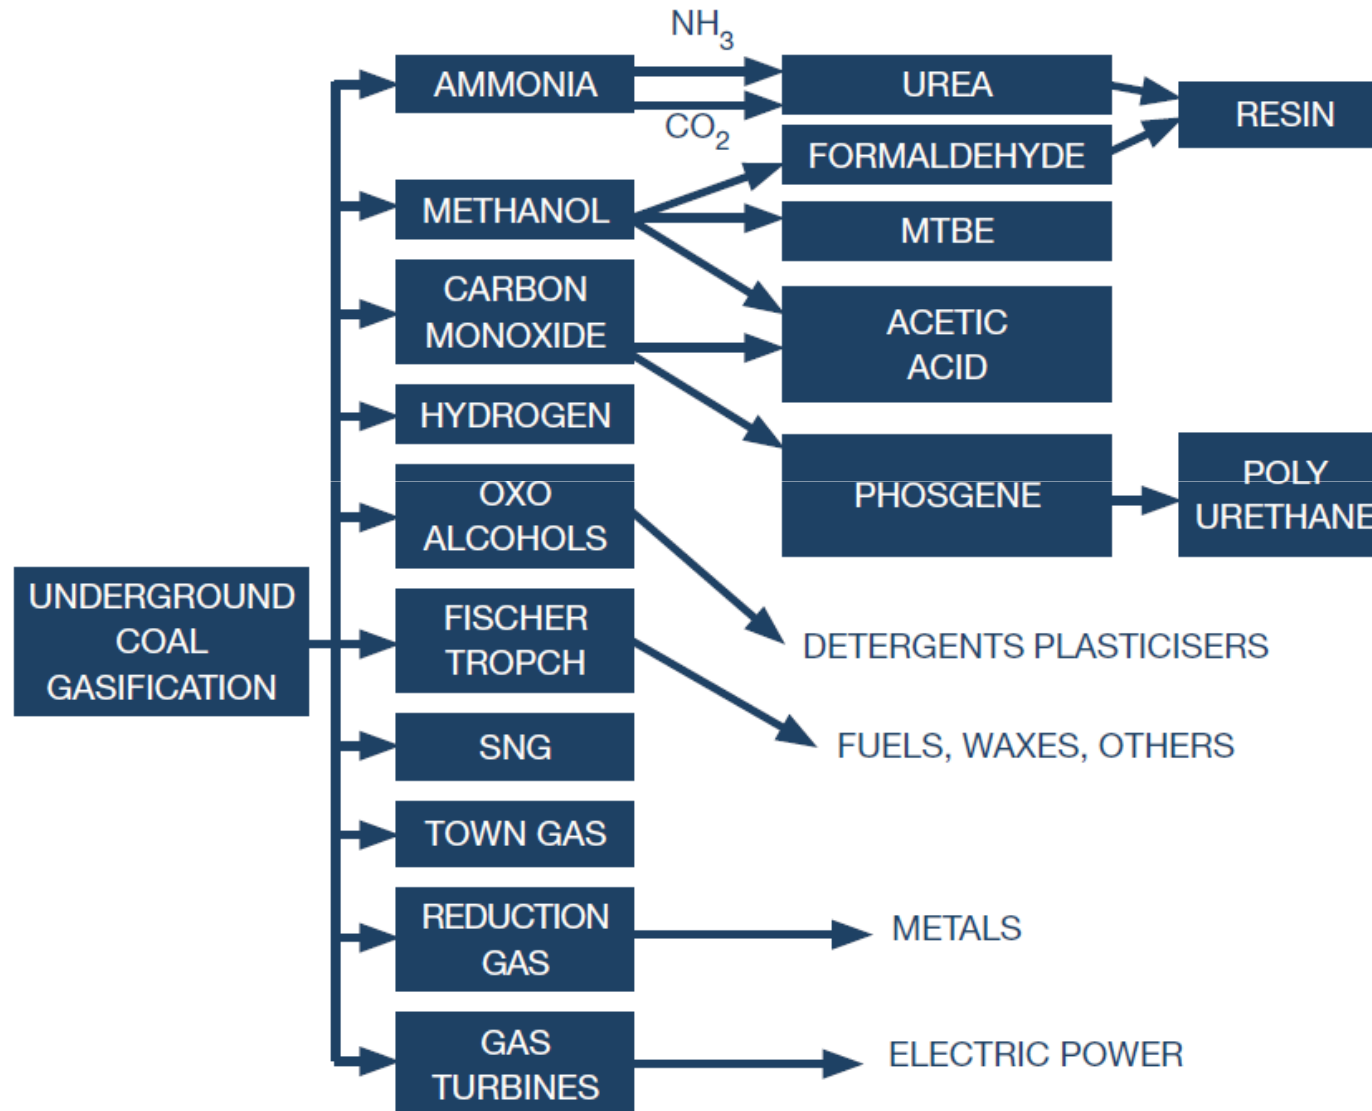 NH3
AMMONIA
UREA
RESIN
CO2
FORMALDEHYDE
METHANOL
MTBE
CARBON
MONOXIDE
ACETIC
ACID
HYDROGEN
PHOSGENE
POLY
URETHANE
OXO
ALCOHOLS
UNDERGROUND
COAL
GASIFICATION
FISCHER
TROPCH
DETERGENTS PLASTICISERS
SNG
FUELS, WAXES, OTHERS
TOWN GAS
REDUCTION
GAS
METALS
GAS
TURBINES
ELECTRIC POWER